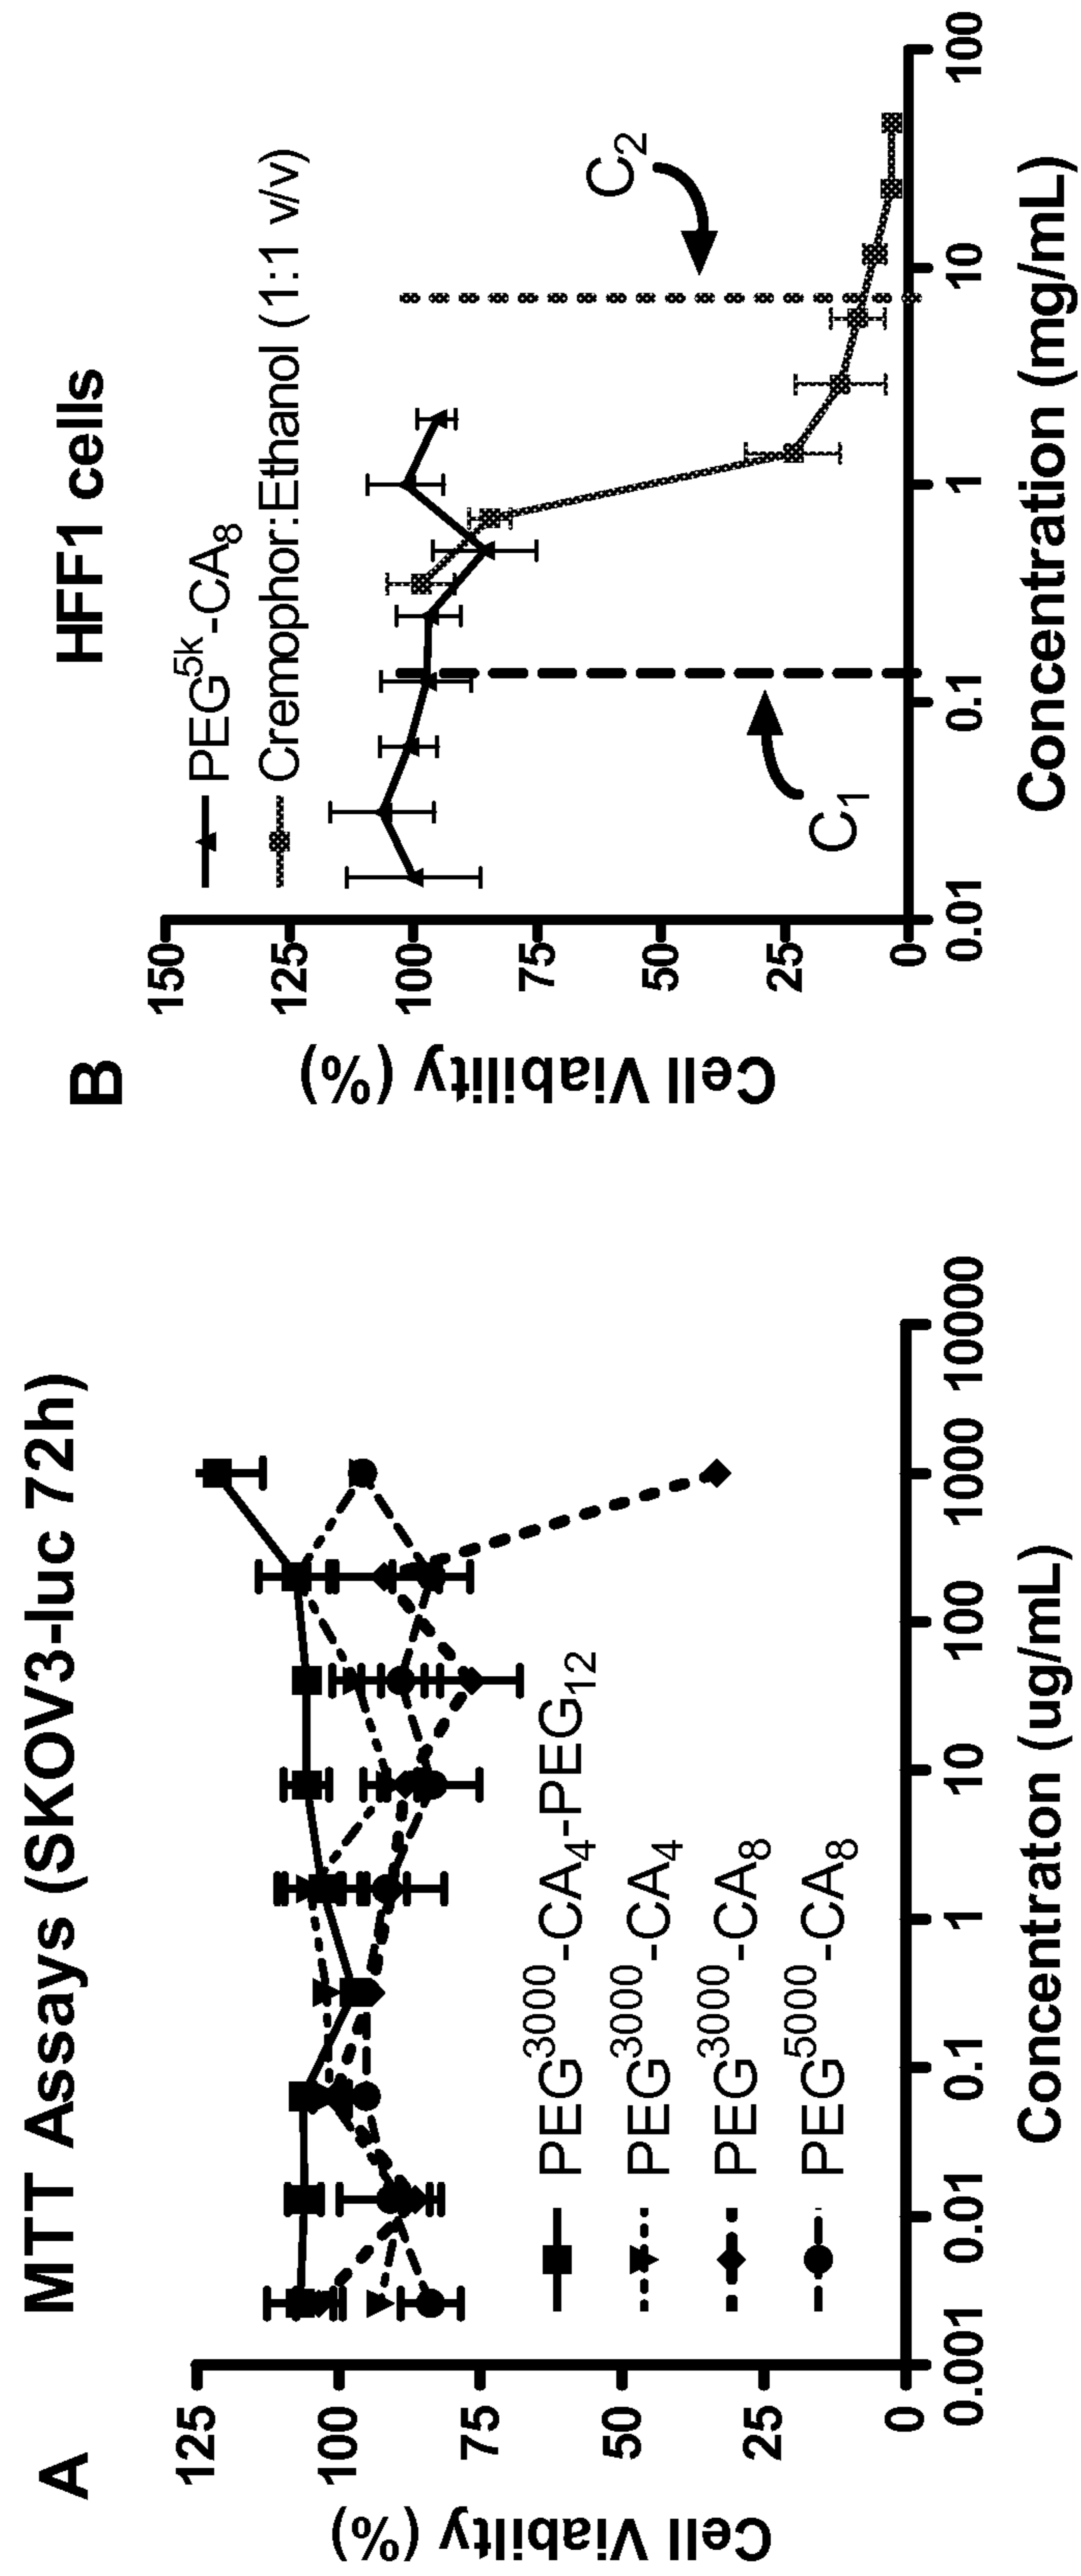 A
MTT Assays (SKOV3-luc 72h)
Cell Viabilty (%)
125
100
75
50
25
0
PEG³⁰⁰⁰-CA₄-PEG₁₂
PEG³⁰⁰⁰-CA₄
PEG³⁰⁰⁰-CA₈
PEG⁵⁰⁰⁰-CA₈
0.001 0.01 0.1 1 10 100 1000 10000
Concentraton (ug/mL)
B
HFF1 cells
Cell Viability (%)
150
125
100
75
50
25
0
PEG⁵ᵏ-CA₈
Cremophor:Ethanol (1:1 v/v)
C₁
C₂
0.01 0.1 1 10 100
Concentration (mg/mL)